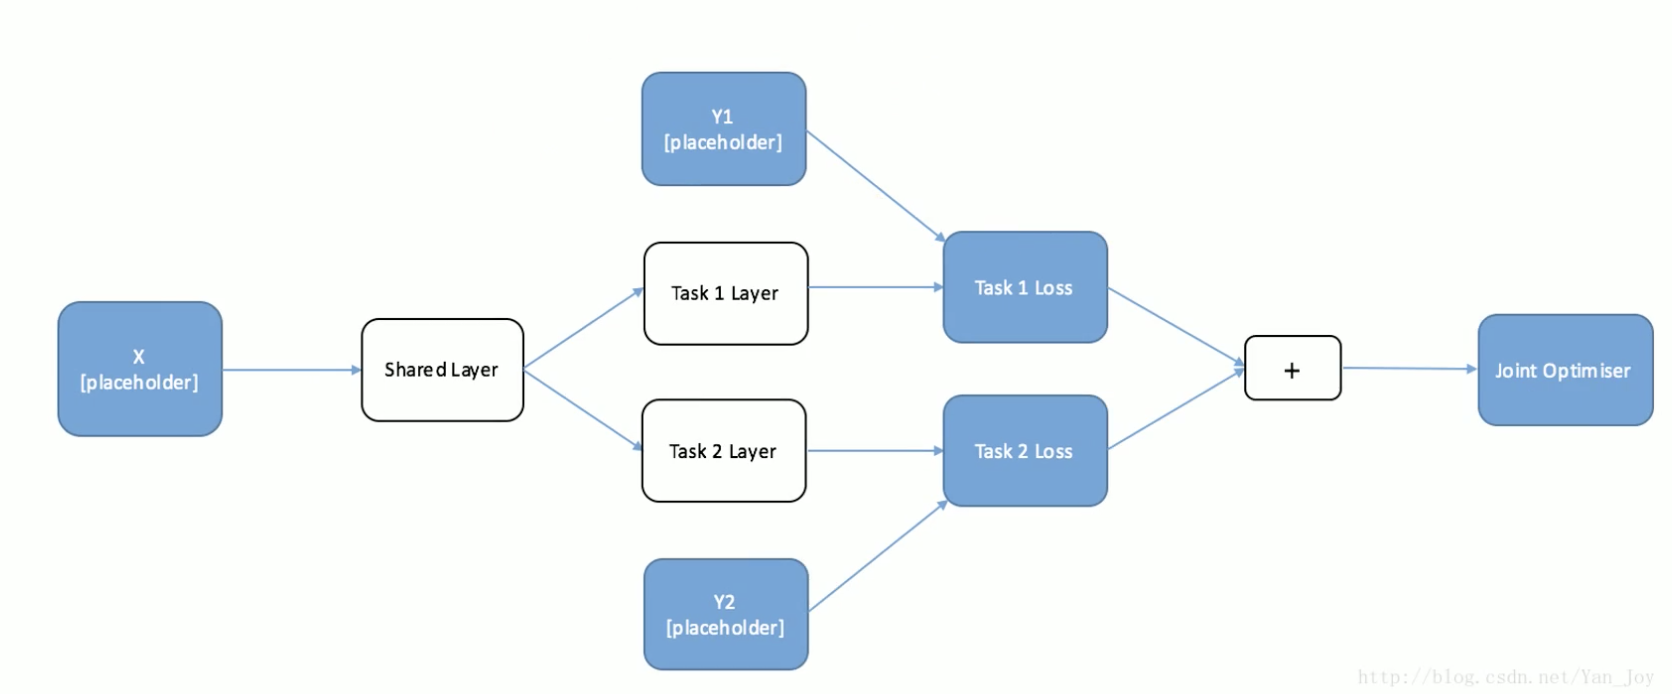 Y1
[placeholder]
Task 1 Layer
Task 1 Loss
X
[placeholder]
Shared Layer
+
Joint Optimiser
Task 2 Layer
Task 2 Loss
Y2
[placeholder]
http://blog.csdn.net/Yan_Joy